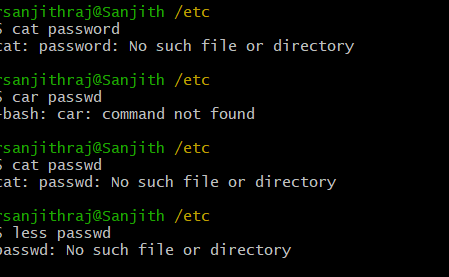 rsanjithraj@Sanjith /etc
$ cat password
cat: password: No such file or directory
rsanjithraj@Sanjith /etc
$ car passwd
-bash: car: command not found
rsanjithraj@Sanjith /etc
$ cat passwd
cat: passwd: No such file or directory
rsanjithraj@Sanjith /etc
$ less passwd
passwd: No such file or directory